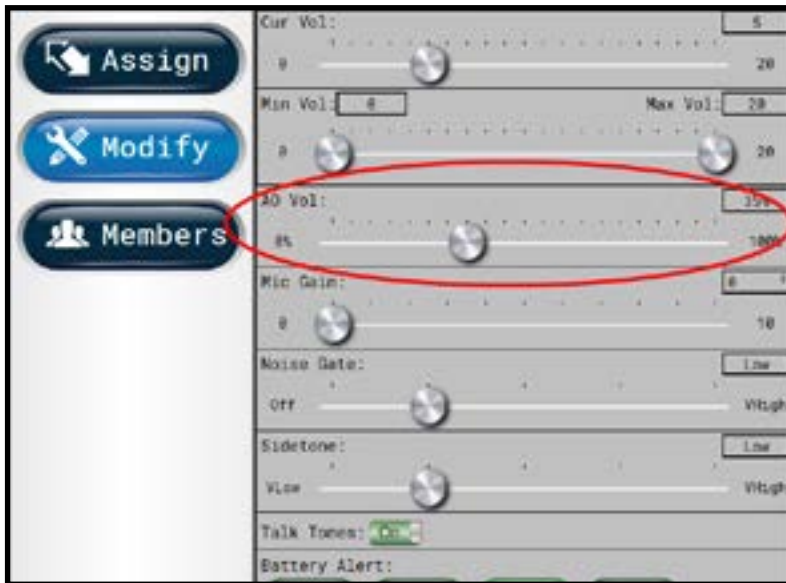 Assign
Modify
Members
Cur Vol: 5
0 20
Min Vol: 0 Max Vol: 20
0 20
AO Vol: 35%
0% 100%
Mic Gain: 0
0 10
Noise Gate: Low
Off VHigh
Sidetone: Low
VLow VHigh
Talk Tones: On
Battery Alert: